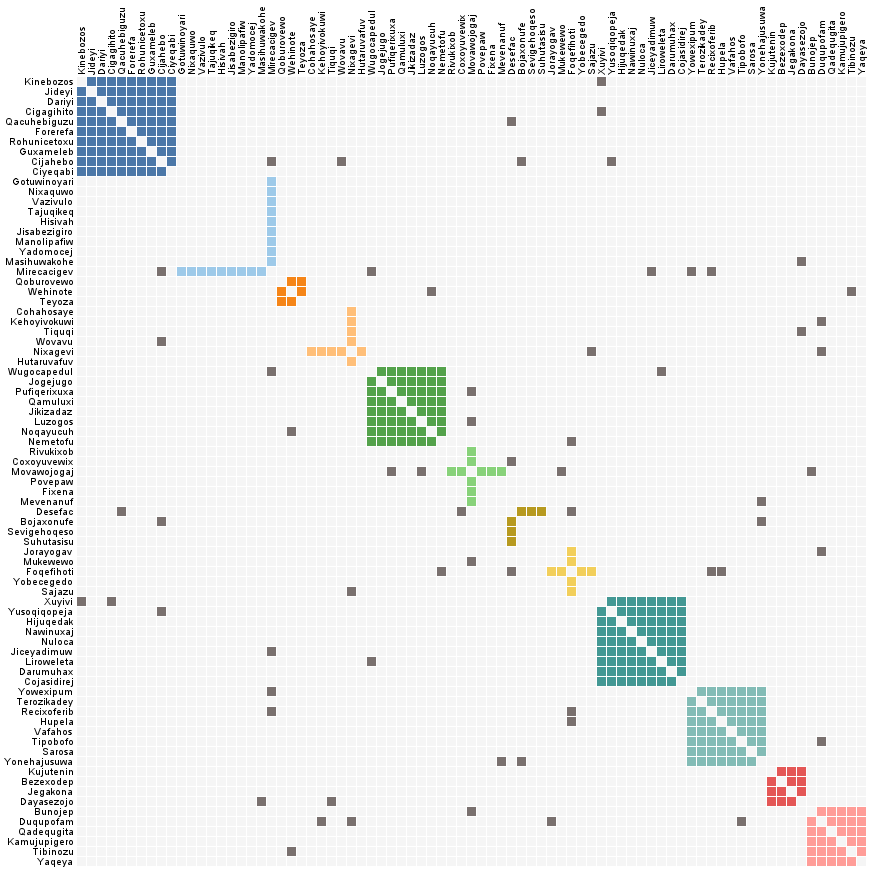 Kinebozos
Jideyi
Dariyi
Cigagihito
Qacuhebiguzu
Forerefa
Rohunicetoxu
Guxameleb
Cijahebo
Ciyeqabi
Gotuwinoyari
Nixaquwo
Vazivulo
Tajuqikeq
Hisivah
Jisabezigiro
Manolipafiw
Yadomocej
Masihuwakohe
Mirecacigev
Qoburovewo
Wehinote
Teyoza
Cohahosaye
Kehoyivokuwi
Tiquqi
Wovavu
Nixagevi
Hutaruvafuv
Wugocapedul
Jogejugo
Pufiqerixuxa
Qamuluxi
Jikizadaz
Luzogos
Noqayucuh
Nemetofu
Rivukixob
Coxoyuvewix
Movawojogaj
Povepaw
Fixena
Mevenanuf
Desefac
Bojaxonufe
Sevigehoqeso
Suhutasisu
Jorayogav
Mukewewo
Foqefihoti
Yobecegedo
Sajazu
Xuyivi
Yusoqiqopeja
Hijuqedak
Nawinuxaj
Nuloca
Jiceyadimuw
Liroweleta
Darumuhax
Cojasidirej
Yowexipum
Terozikadey
Recixoferib
Hupela
Vafahos
Tipobofo
Sarosa
Yonehajusuwa
Kujutenin
Bezexodep
Jegakona
Dayasezojo
Bunojep
Duqupofam
Qadequgita
Kamujupigero
Tibinozu
Yaqeya
Kinebozos
Jideyi
Dariyi
Cigagihito
Qacuhebiguzu
Forerefa
Rohunicetoxu
Guxameleb
Cijahebo
Ciyeqabi
Gotuwinoyari
Nixaquwo
Vazivulo
Tajuqikeq
Hisivah
Jisabezigiro
Manolipafiw
Yadomocej
Masihuwakohe
Mirecacigev
Qoburovewo
Wehinote
Teyoza
Cohahosaye
Kehoyivokuwi
Tiquqi
Wovavu
Nixagevi
Hutaruvafuv
Wugocapedul
Jogejugo
Pufiqerixuxa
Qamuluxi
Jikizadaz
Luzogos
Noqayucuh
Nemetofu
Rivukixob
Coxoyuvewix
Movawojogaj
Povepaw
Fixena
Mevenanuf
Desefac
Bojaxonufe
Sevigehoqeso
Suhutasisu
Jorayogav
Mukewewo
Foqefihoti
Yobecegedo
Sajazu
Xuyivi
Yusoqiqopeja
Hijuqedak
Nawinuxaj
Nuloca
Jiceyadimuw
Liroweleta
Darumuhax
Cojasidirej
Yowexipum
Terozikadey
Recixoferib
Hupela
Vafahos
Tipobofo
Sarosa
Yonehajusuwa
Kujutenin
Bezexodep
Jegakona
Dayasezojo
Bunojep
Duqupofam
Qadequgita
Kamujupigero
Tibinozu
Yaqeya